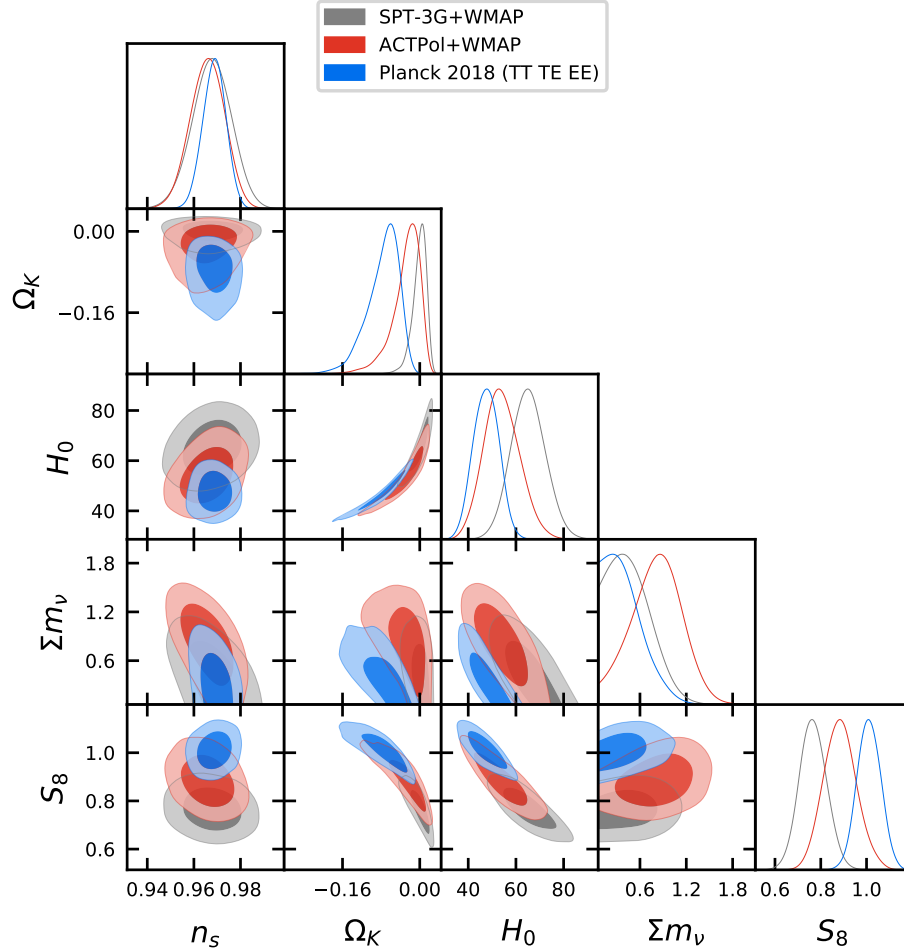 SPT-3G+WMAP
ACTPol+WMAP
Planck 2018 (TT TE EE)
0.00
−0.16
Ω_K
80
60
40
H_0
1.8
1.2
0.6
Σm_ν
1.0
0.8
0.6
S_8
0.94 0.96 0.98 −0.16 0.00 40 60 80 0.6 1.2 1.8 0.6 0.8 1.0
n_s Ω_K H_0 Σm_ν S_8